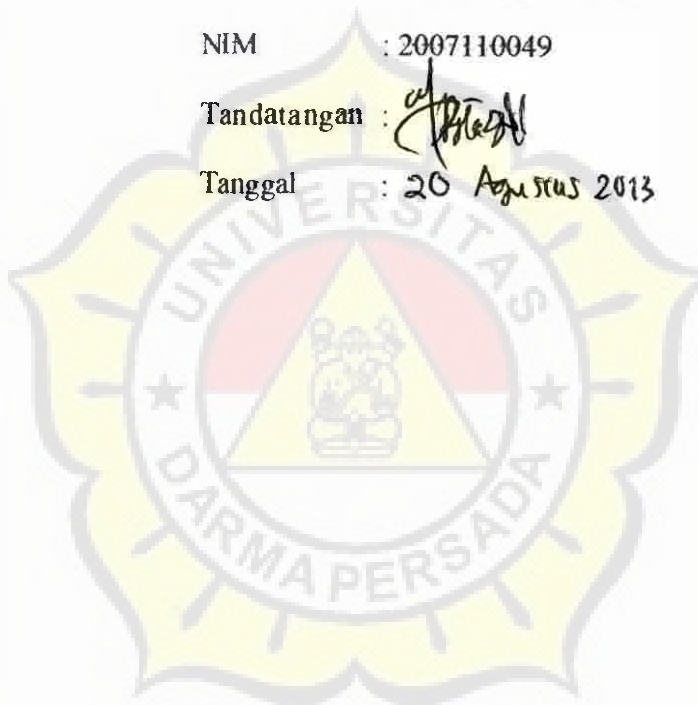 NIM : 2007110049
Tandatangan :
Tanggal : 20 Agustus 2013
UNIVERSITAS
DARMA PERSADA